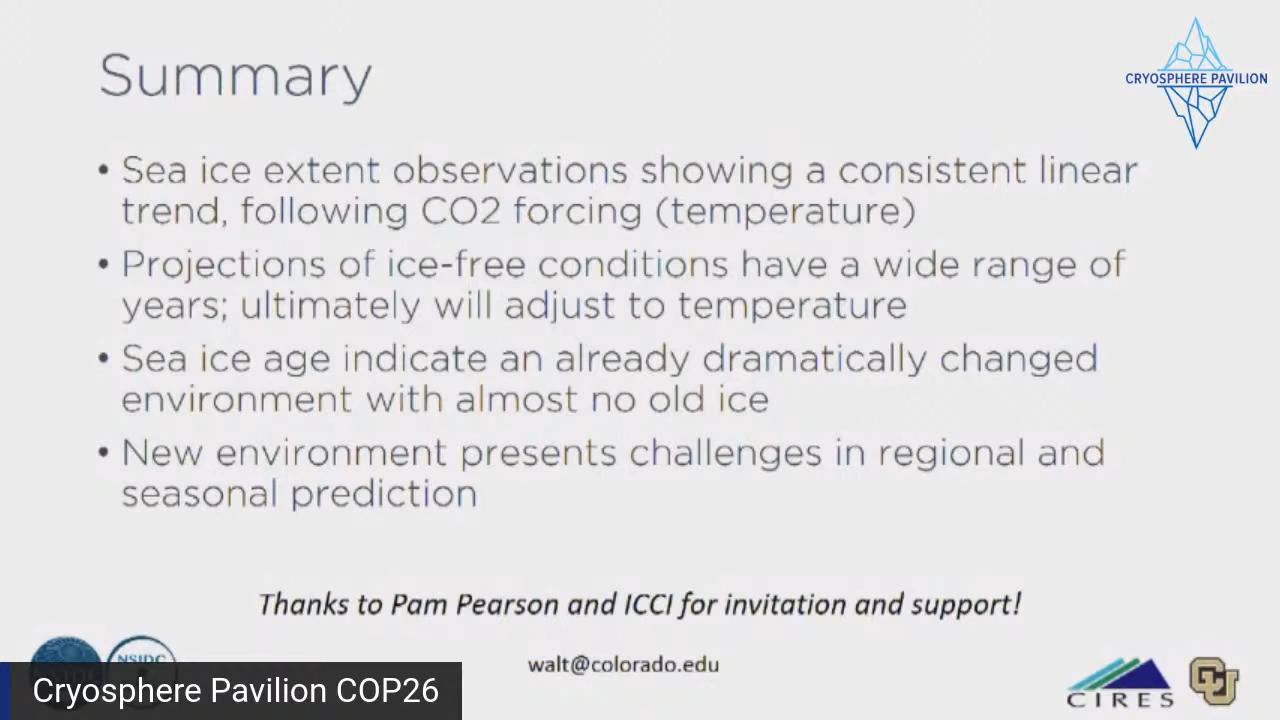 Summary
CRYOSPHERE PAVILION
• Sea ice extent observations showing a consistent linear
trend, following CO2 forcing (temperature)
• Projections of ice-free conditions have a wide range of
years; ultimately will adjust to temperature
• Sea ice age indicate an already dramatically changed
environment with almost no old ice
• New environment presents challenges in regional and
seasonal prediction
Thanks to Pam Pearson and ICCI for invitation and support!
NSIDC
walt@colorado.edu
Cryosphere Pavilion COP26
CIRES
CU